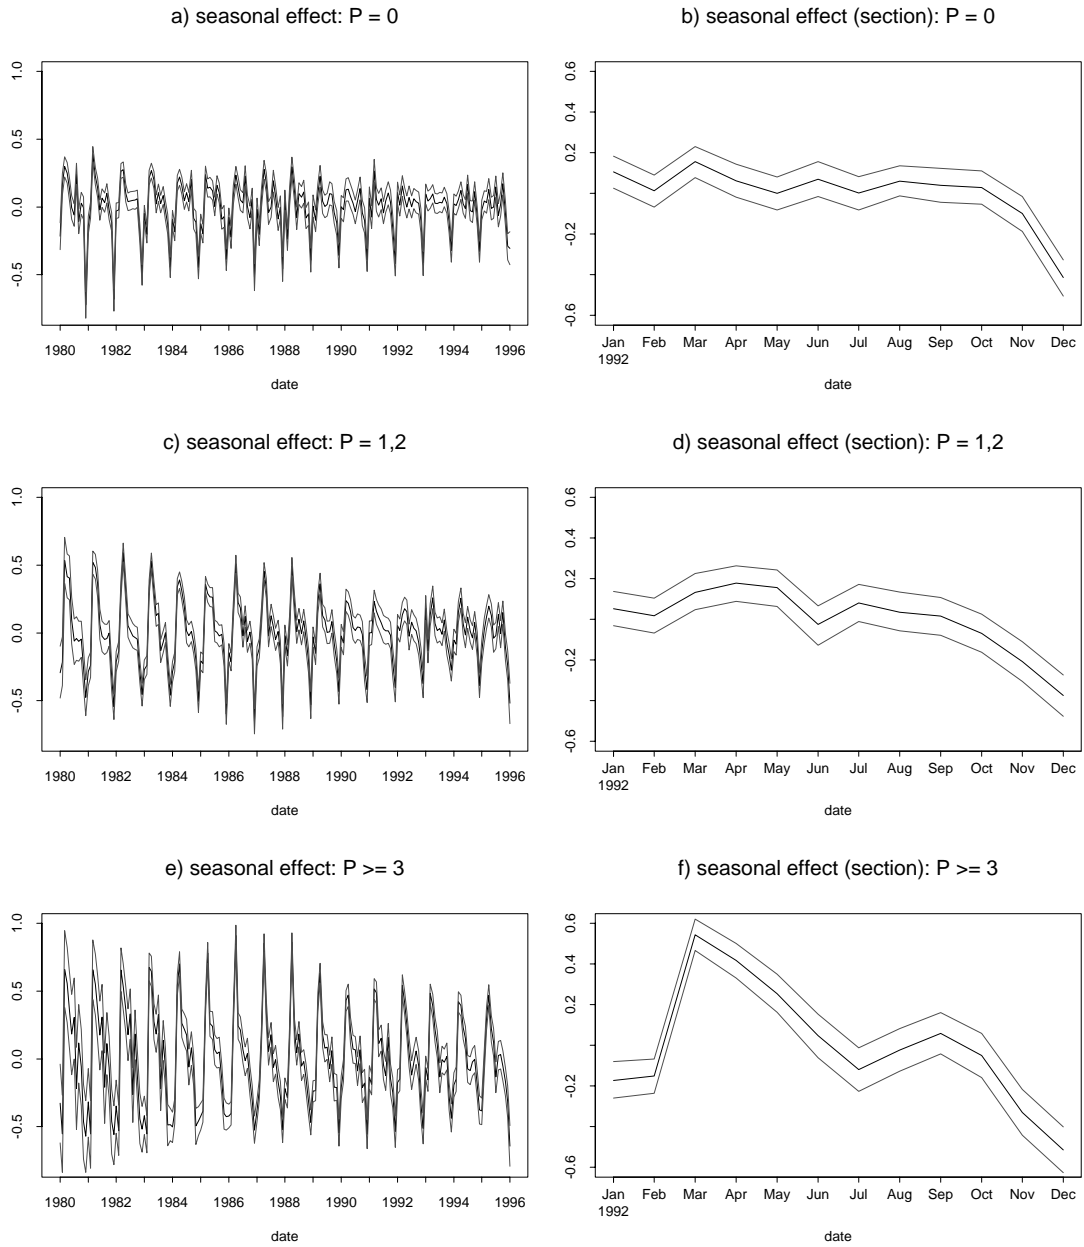 a) seasonal effect: P = 0
1.0
0.5
0.0
-0.5
1980 1982 1984 1986 1988 1990 1992 1994 1996
date
b) seasonal effect (section): P = 0
0.6
0.4
0.2
-0.2
-0.6
Jan Feb Mar Apr May Jun Jul Aug Sep Oct Nov Dec
1992
date
c) seasonal effect: P = 1,2
1.0
0.5
0.0
-0.5
1980 1982 1984 1986 1988 1990 1992 1994 1996
date
d) seasonal effect (section): P = 1,2
0.6
0.4
0.2
-0.2
-0.6
Jan Feb Mar Apr May Jun Jul Aug Sep Oct Nov Dec
1992
date
e) seasonal effect: P >= 3
1.0
0.5
0.0
-0.5
1980 1982 1984 1986 1988 1990 1992 1994 1996
date
f) seasonal effect (section): P >= 3
0.6
0.4
0.2
-0.2
-0.6
Jan Feb Mar Apr May Jun Jul Aug Sep Oct Nov Dec
1992
date